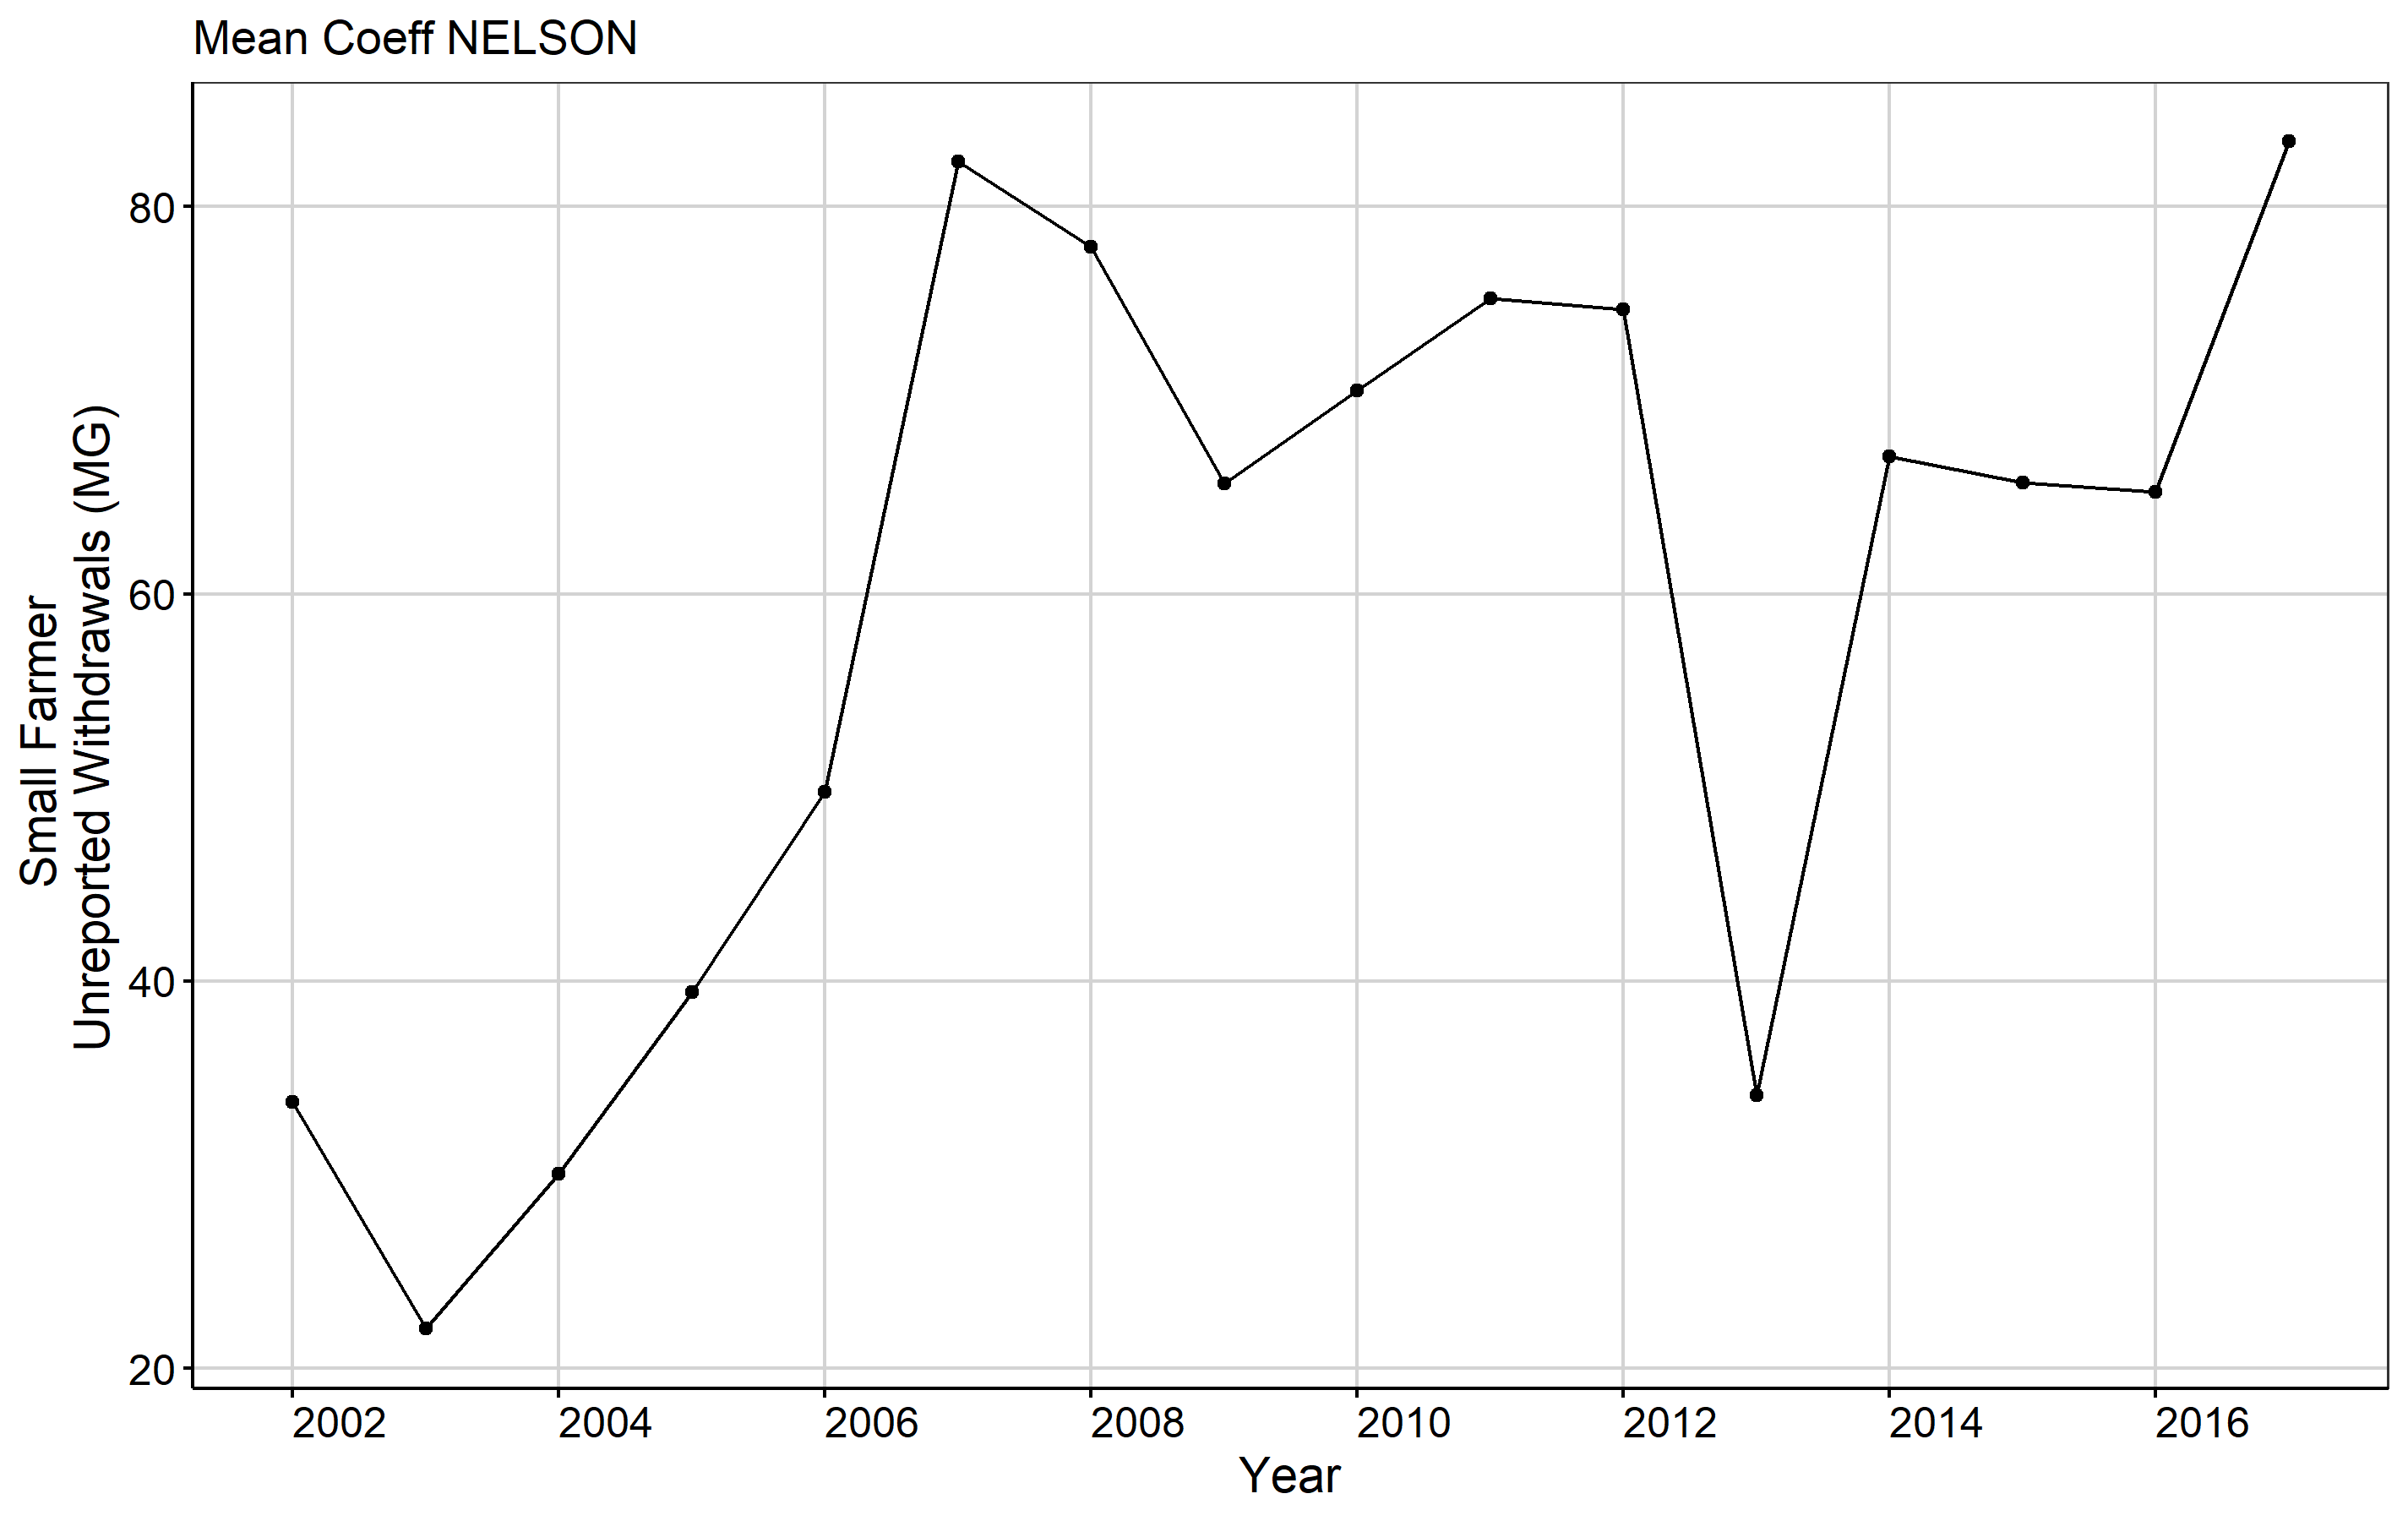 Mean Coeff NELSON
Small Farmer
Unreported Withdrawals (MG)
80
60
40
20
2002 2004 2006 2008 2010 2012 2014 2016
Year